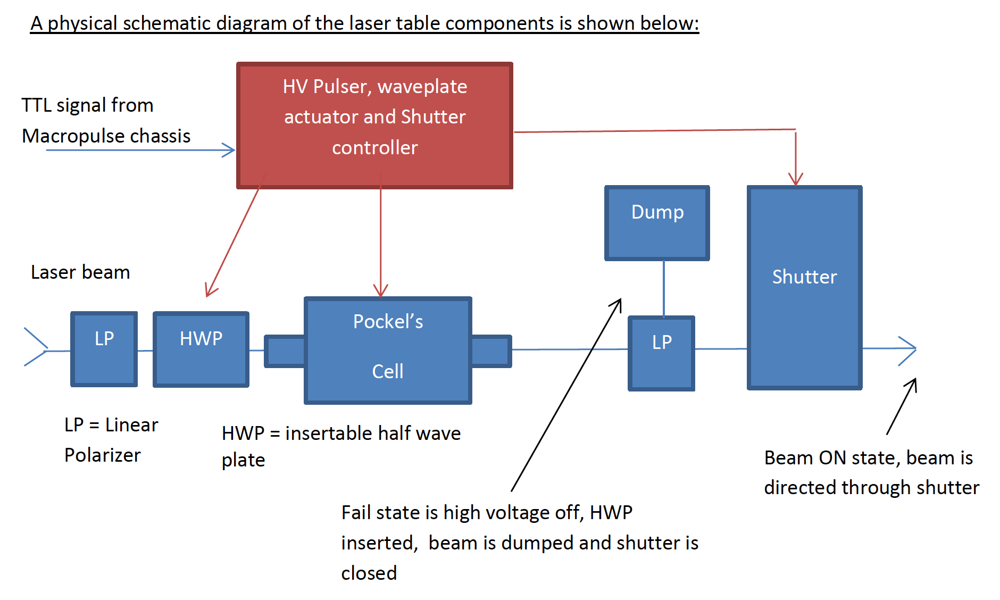 A physical schematic diagram of the laser table components is shown below:
HV Pulser, waveplate
actuator and Shutter
controller
TTL signal from
Macropulse chassis
Dump
Laser beam
Shutter
LP
HWP
Pockel’s
Cell
LP
LP = Linear
Polarizer
HWP = insertable half wave
plate
Beam ON state, beam is
directed through shutter
Fail state is high voltage off, HWP
inserted,  beam is dumped and shutter is
closed